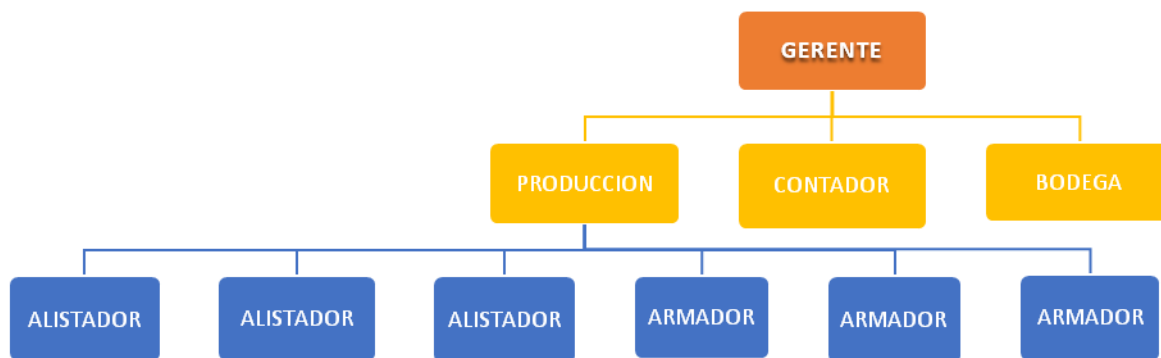 GERENTE
PRODUCCION
CONTADOR
BODEGA
ALISTADOR
ALISTADOR
ALISTADOR
ARMADOR
ARMADOR
ARMADOR